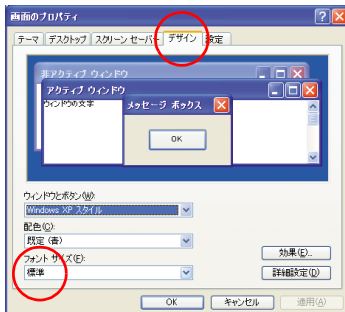 画面のプロパティ
テーマ デスクトップ スクリーン セーバー デザイン 設定
非アクティブ ウィンドウ
アクティブ ウィンドウ
ウィンドウの文字
メッセージ ボックス
OK
ウィンドウとボタン(W):
Windows XP スタイル
配色(C):
既定 (青)
フォント サイズ(F):
標準
効果(E)...
詳細設定(D)
OK キャンセル 適用(A)